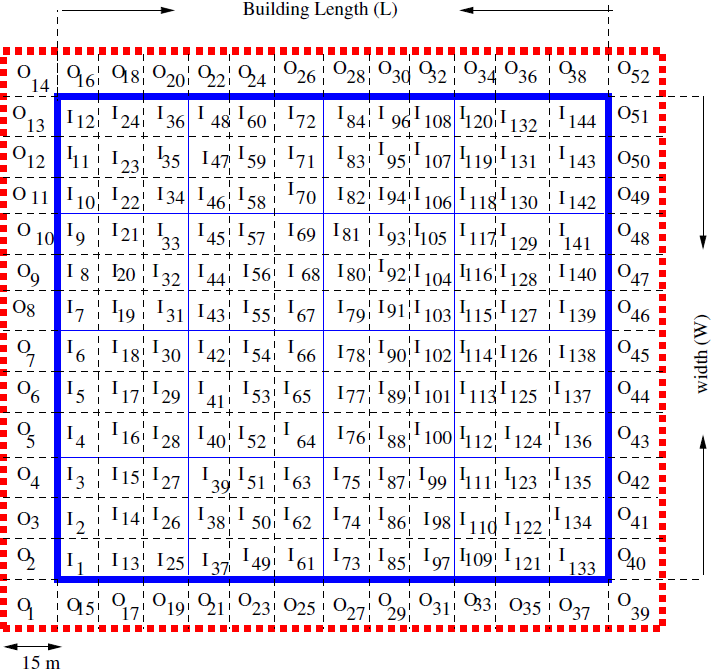 Building Length (L)
O14 O16 O18 O20 O22 O24 O26 O28 O30 O32 O34 O36 O38 O52
O13 I12 I24 I36 I48 I60 I72 I84 I96 I108 I120 I132 I144 O51
O12 I11 I23 I35 I47 I59 I71 I83 I95 I107 I119 I131 I143 O50
O11 I10 I22 I34 I46 I58 I70 I82 I94 I106 I118 I130 I142 O49
O10 I9 I21 I33 I45 I57 I69 I81 I93 I105 I117 I129 I141 O48
O9 I8 I20 I32 I44 I56 I68 I80 I92 I104 I116 I128 I140 O47
O8 I7 I19 I31 I43 I55 I67 I79 I91 I103 I115 I127 I139 O46
O7 I6 I18 I30 I42 I54 I66 I78 I90 I102 I114 I126 I138 O45
O6 I5 I17 I29 I41 I53 I65 I77 I89 I101 I113 I125 I137 O44
O5 I4 I16 I28 I40 I52 I64 I76 I88 I100 I112 I124 I136 O43
O4 I3 I15 I27 I39 I51 I63 I75 I87 I99 I111 I123 I135 O42
O3 I2 I14 I26 I38 I50 I62 I74 I86 I98 I110 I122 I134 O41
O2 I1 I13 I25 I37 I49 I61 I73 I85 I97 I109 I121 I133 O40
O1 O15 O17 O19 O21 O23 O25 O27 O29 O31 O33 O35 O37 O39
width (W)
15 m